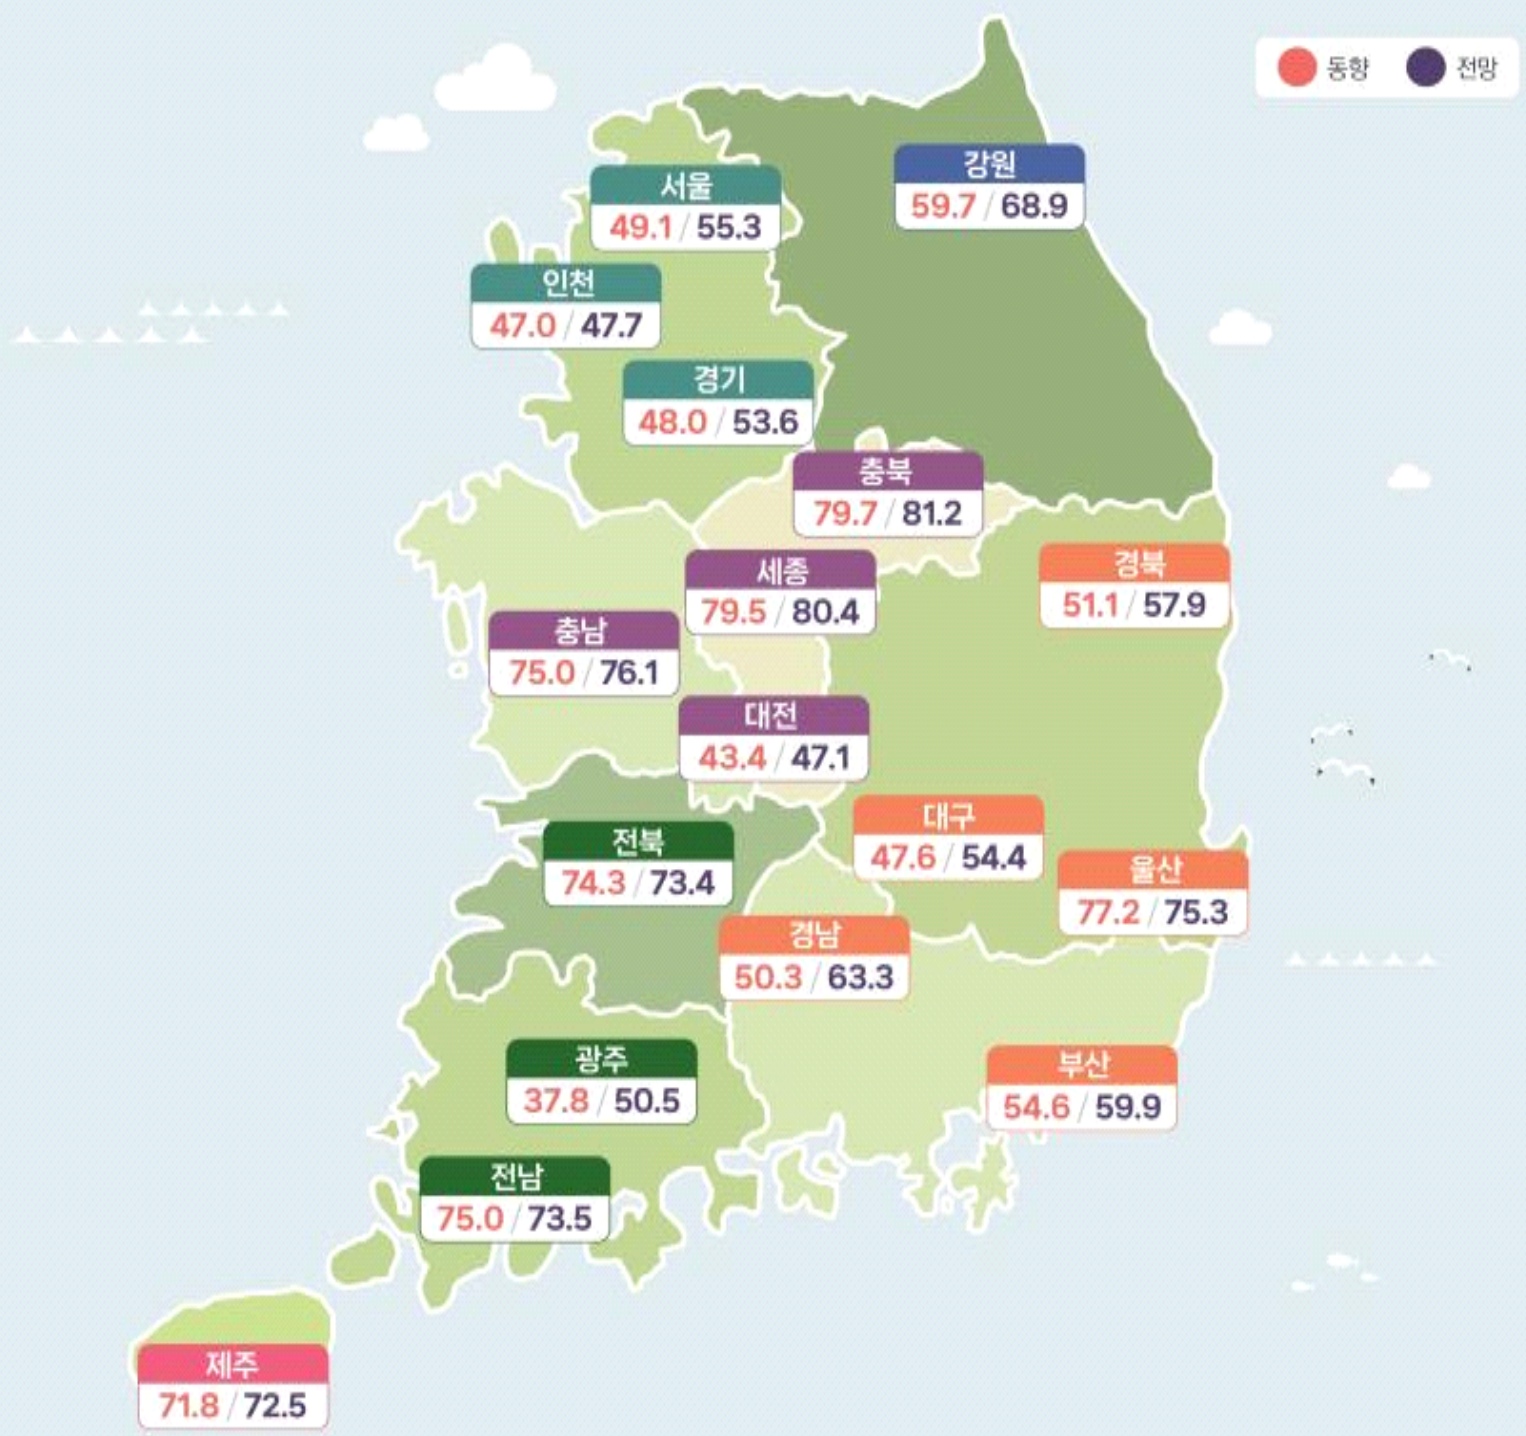 동향 전망
강원
59.7 / 68.9
서울
49.1 / 55.3
인천
47.0 / 47.7
경기
48.0 / 53.6
충북
79.7 / 81.2
세종
79.5 / 80.4
경북
51.1 / 57.9
충남
75.0 / 76.1
대전
43.4 / 47.1
대구
47.6 / 54.4
전북
74.3 / 73.4
울산
77.2 / 75.3
경남
50.3 / 63.3
광주
37.8 / 50.5
부산
54.6 / 59.9
전남
75.0 / 73.5
제주
71.8 / 72.5